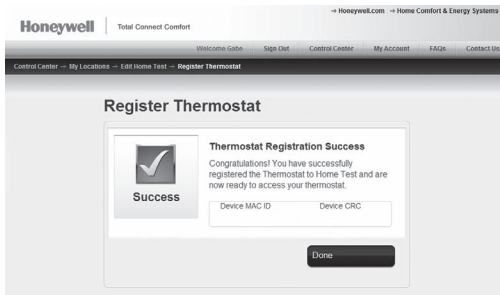 → Honeywell.com → Home Comfort & Energy Systems
Honeywell Total Connect Comfort
Welcome Gabe Sign Out Control Center My Account FAQs Contact Us
Control Center → My Locations → Edit Home Test → Register Thermostat
Register Thermostat
Thermostat Registration Success
Congratulations! You have successfully
registered the Thermostat to Home Test and are
now ready to access your thermostat.
Success
Device MAC ID Device CRC
Done